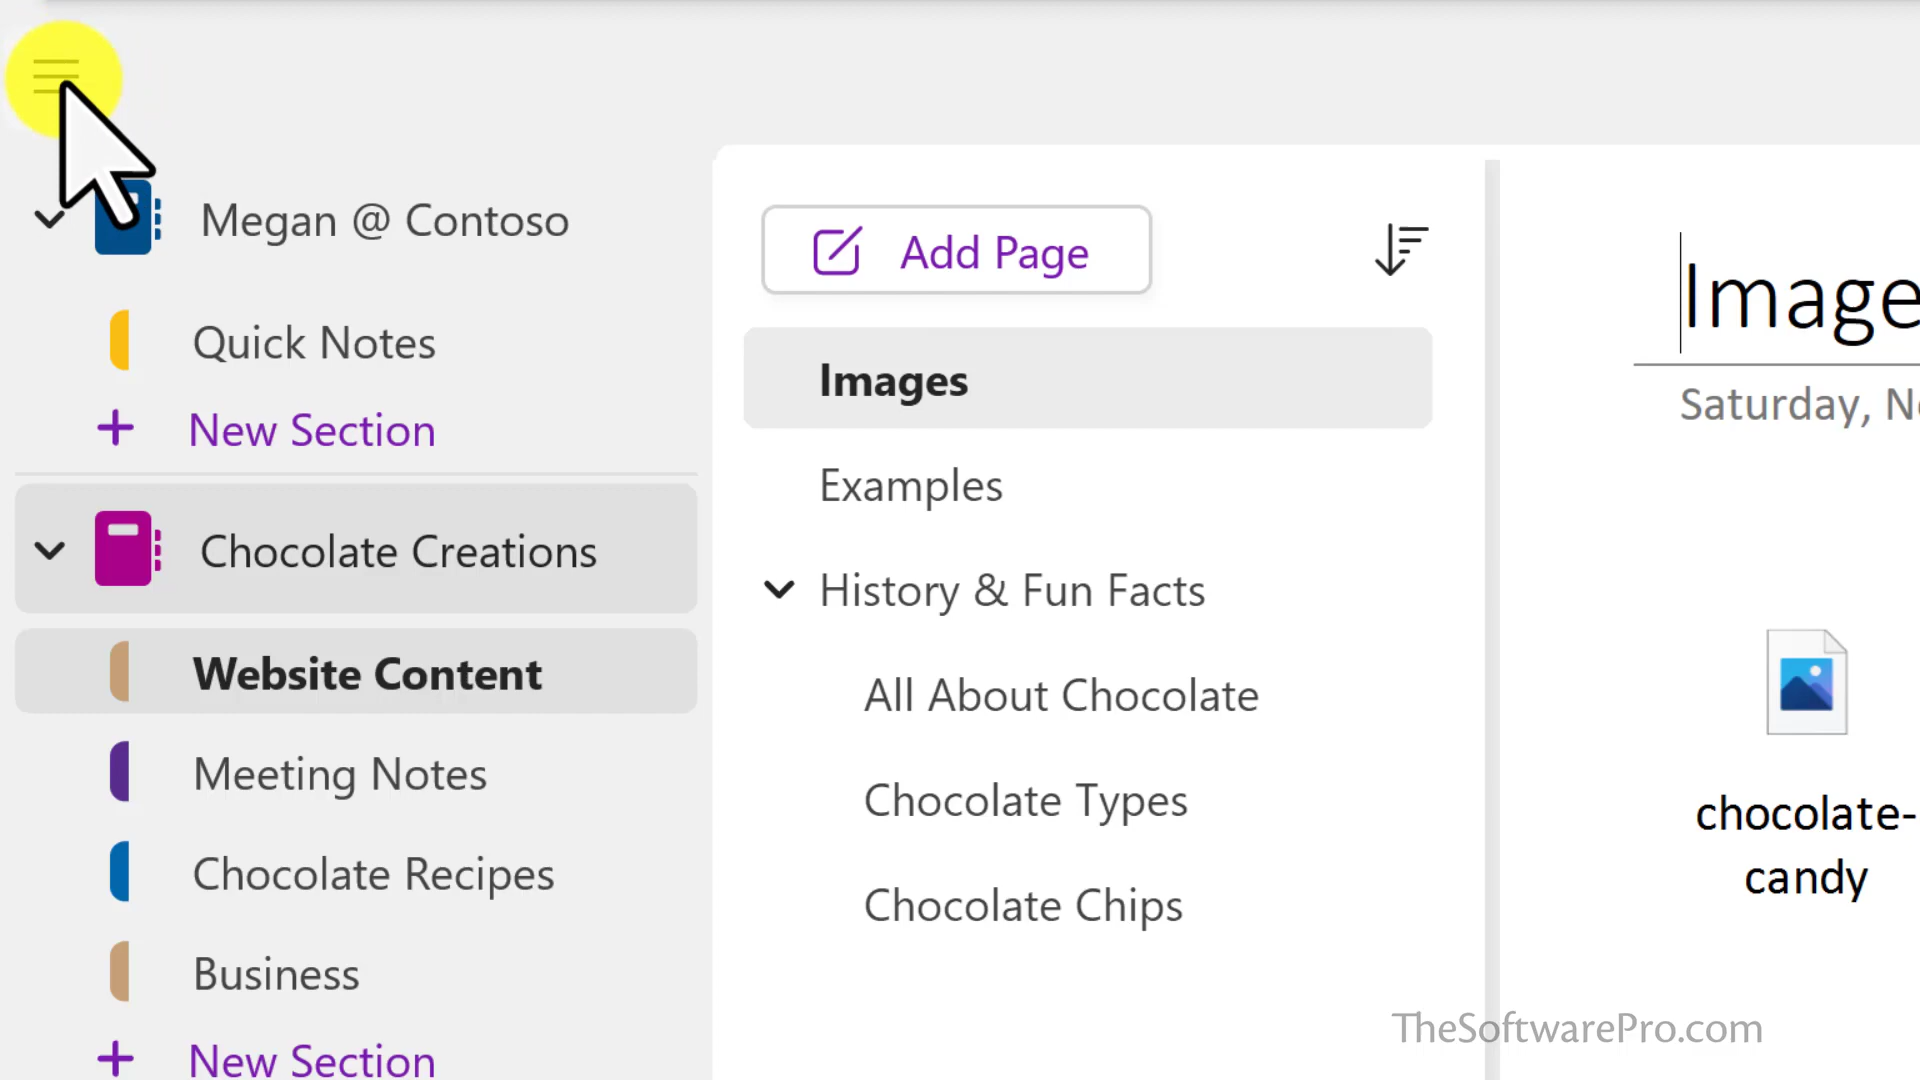 Megan @ Contoso
Quick Notes
New Section
Chocolate Creations
Website Content
Meeting Notes
Chocolate Recipes
Business
New Section
Add Page
Images
Examples
History & Fun Facts
All About Chocolate
Chocolate Types
Chocolate Chips
Image
Saturday,
chocolate-
candy
TheSoftwarePro.com